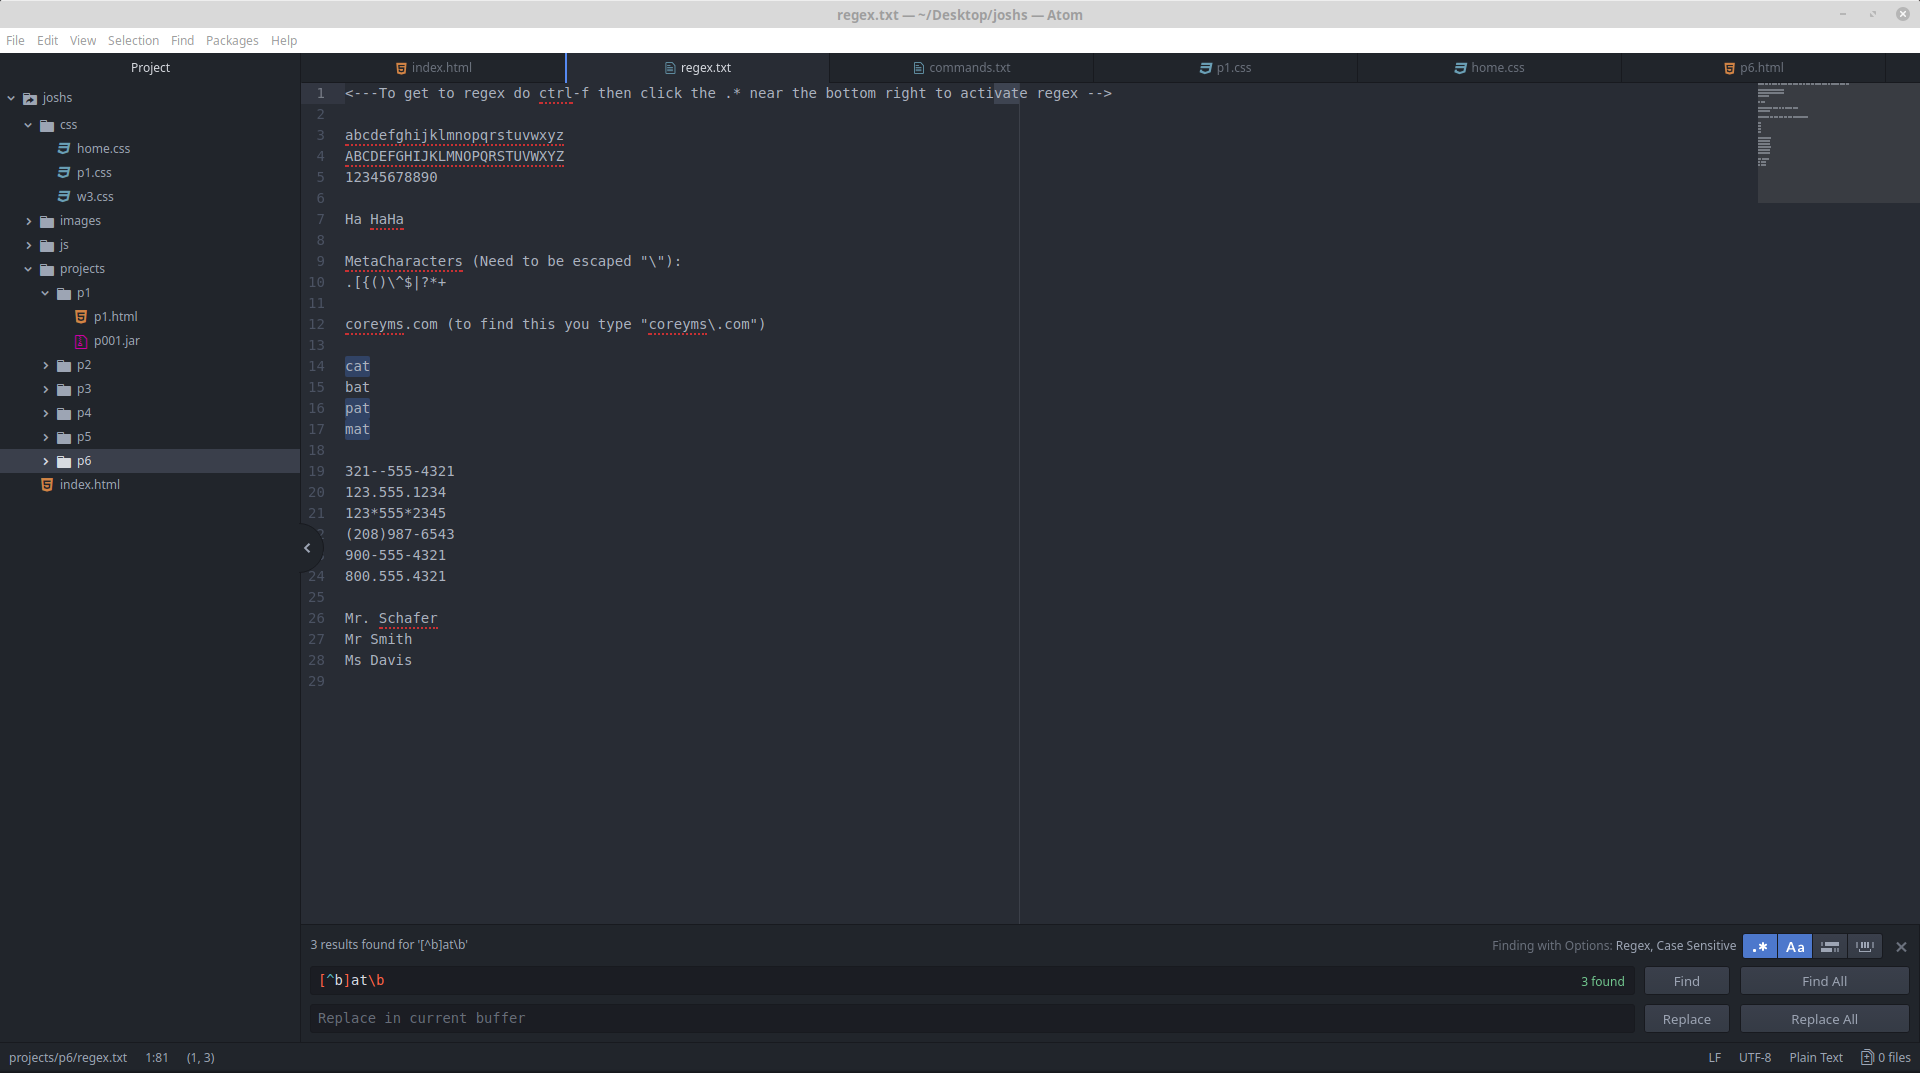 regex.txt — ~/Desktop/joshs — Atom
File Edit View Selection Find Packages Help
Project
index.html
regex.txt
commands.txt
p1.css
home.css
p6.html
joshs
css
home.css
p1.css
w3.css
images
js
projects
p1
p1.html
p001.jar
p2
p3
p4
p5
p6
index.html
1 <---To get to regex do ctrl-f then click the .* near the bottom right to activate regex -->
2
3 abcdefghijklmnopqrstuvwxyz
4 ABCDEFGHIJKLMNOPQRSTUVWXYZ
5 12345678890
6
7 Ha HaHa
8
9 MetaCharacters (Need to be escaped "\"):
10 .[{()\^$|?*+
11
12 coreyms.com (to find this you type "coreyms\.com")
13
14 cat
15 bat
16 pat
17 mat
18
19 321--555-4321
20 123.555.1234
21 123*555*2345
(208)987-6543
900-555-4321
24 800.555.4321
25
26 Mr. Schafer
27 Mr Smith
28 Ms Davis
29
3 results found for '[^b]at\b'
Finding with Options: Regex, Case Sensitive
.* Aa
[^b]at\b
3 found
Find Find All
Replace in current buffer
Replace Replace All
projects/p6/regex.txt 1:81 (1, 3)
LF UTF-8 Plain Text 0 files